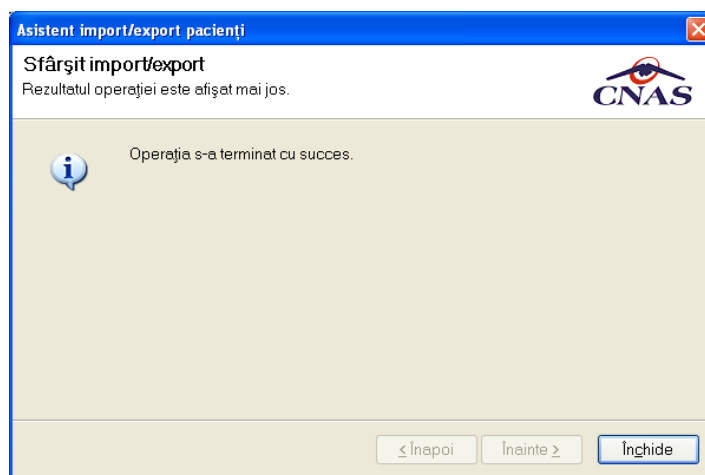 Asistent import/export pacienţi
Sfârşit import/export
Rezultatul operaţiei este afişat mai jos.
CNAS
Operaţia s-a terminat cu succes.
< Înapoi
Înainte >
Închide